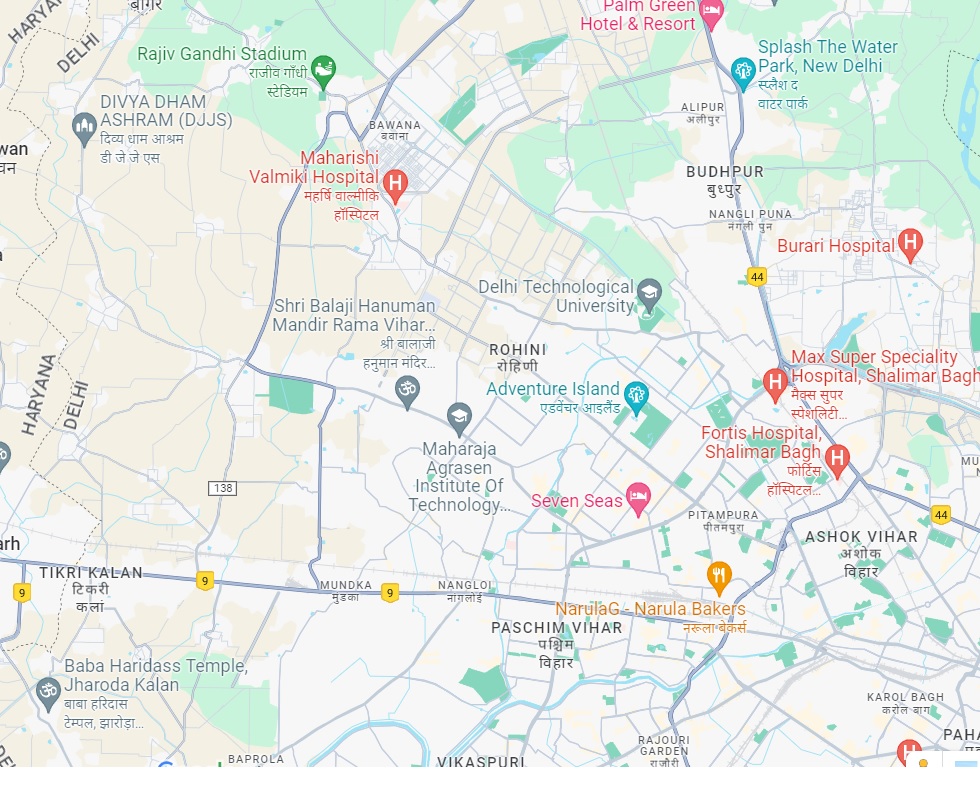 HARYANA
बागर
DELHI
Palm Green
Hotel & Resort
Rajiv Gandhi Stadium
राजीव गाँधी
स्टेडियम
Splash The Water
Park, New Delhi
स्प्लैश द
वाटर पार्क
DIVYA DHAM
ASHRAM (DJJS)
दिव्य धाम आश्रम
डी जे जे एस
ALIPUR
अलीपुर
BAWANA
बवाना
wan
Maharishi
Valmiki Hospital
महर्षि वाल्मीकि
हॉस्पिटल
H
BUDHPUR
बुध्पुर
NANGLI PUNA
नंगली पुन
Burari Hospital
H
44
Delhi Technological
University
Shri Balaji Hanuman
Mandir Rama Vihar...
श्री बालाजी
हनुमान मंदिर...
ROHINI
रोहिणी
Max Super Speciality
Hospital, Shalimar Bagh
मैक्स सुपर
स्पेशलिटी...
H
Adventure Island
एडवेंचर आइलैंड
HARYANA
DELHI
Fortis Hospital,
Shalimar Bagh
फोर्टिस
हॉस्पिटल...
H
Maharaja
Agrasen
Institute Of
Technology...
138
Seven Seas
PITAMPURA
पीतमपुरा
44
ASHOK VIHAR
अशोक
विहार
arh
TIKRI KALAN
टिकरी
कलां
9
9
MUNDKA
मुंडका
9
NANGLOI
नांगलोई
NarulaG - Narula Bakers
नरूला बेकर्स
PASCHIM VIHAR
पश्चिम
विहार
Baba Haridass Temple,
Jharoda Kalan
बाबा हरिदास
टेम्पल, झारोड़ा...
KAROL BAGH
करोल बाग
PAHA
RAJOURI
GARDEN
राजौरी
BAPROLA
VIKASPURI
H